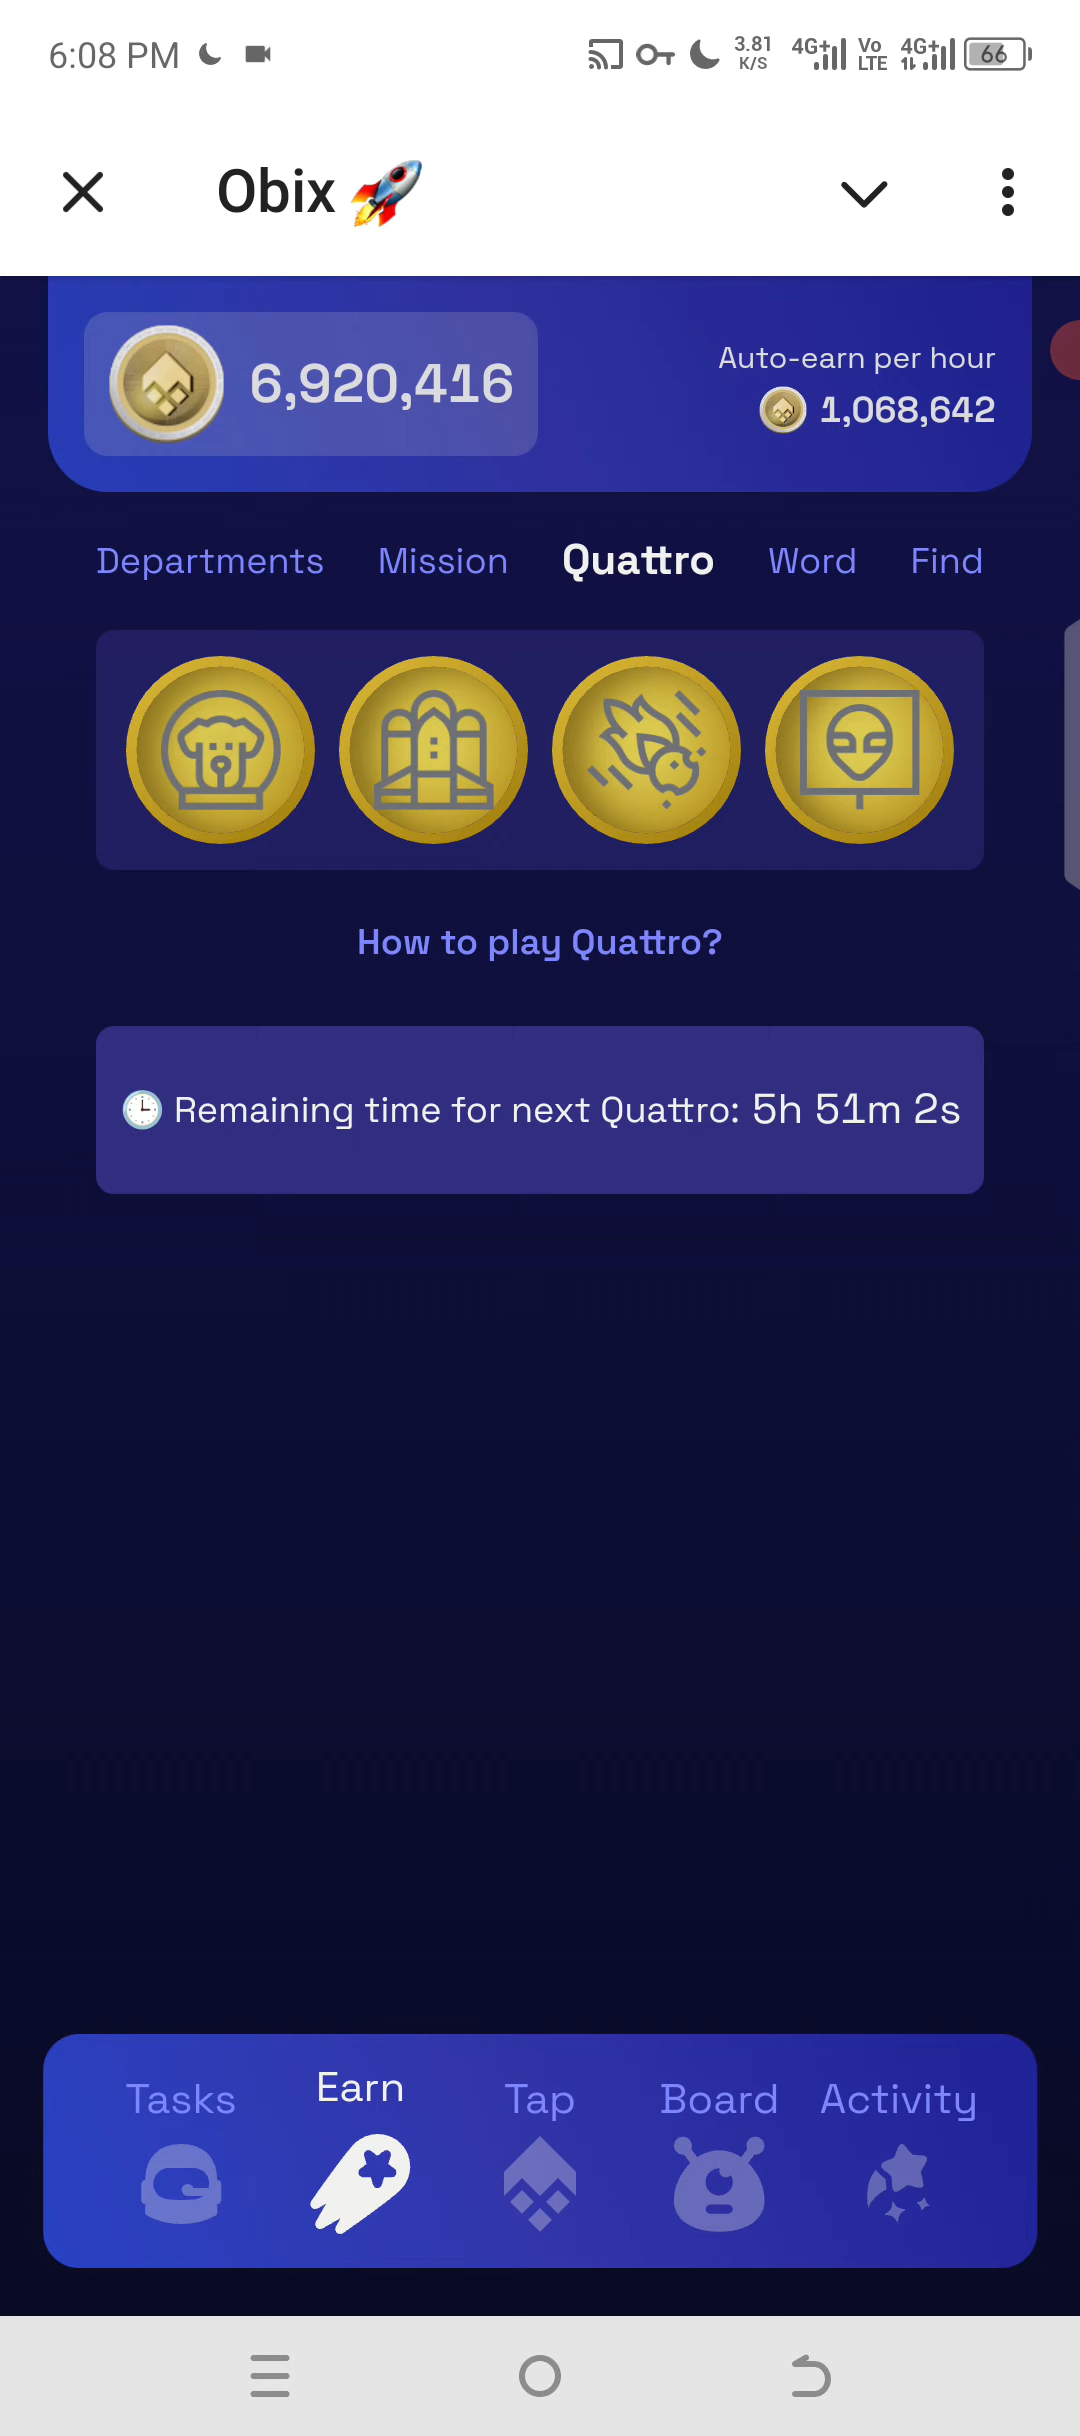 6:08 PM 3.81 K/S 4G+ Vo LTE 4G+ 66
Obix 🚀
6,920,416
Auto-earn per hour
1,068,642
Departments Mission Quattro Word Find
How to play Quattro?
🕒 Remaining time for next Quattro: 5h 51m 2s
Tasks Earn Tap Board Activity